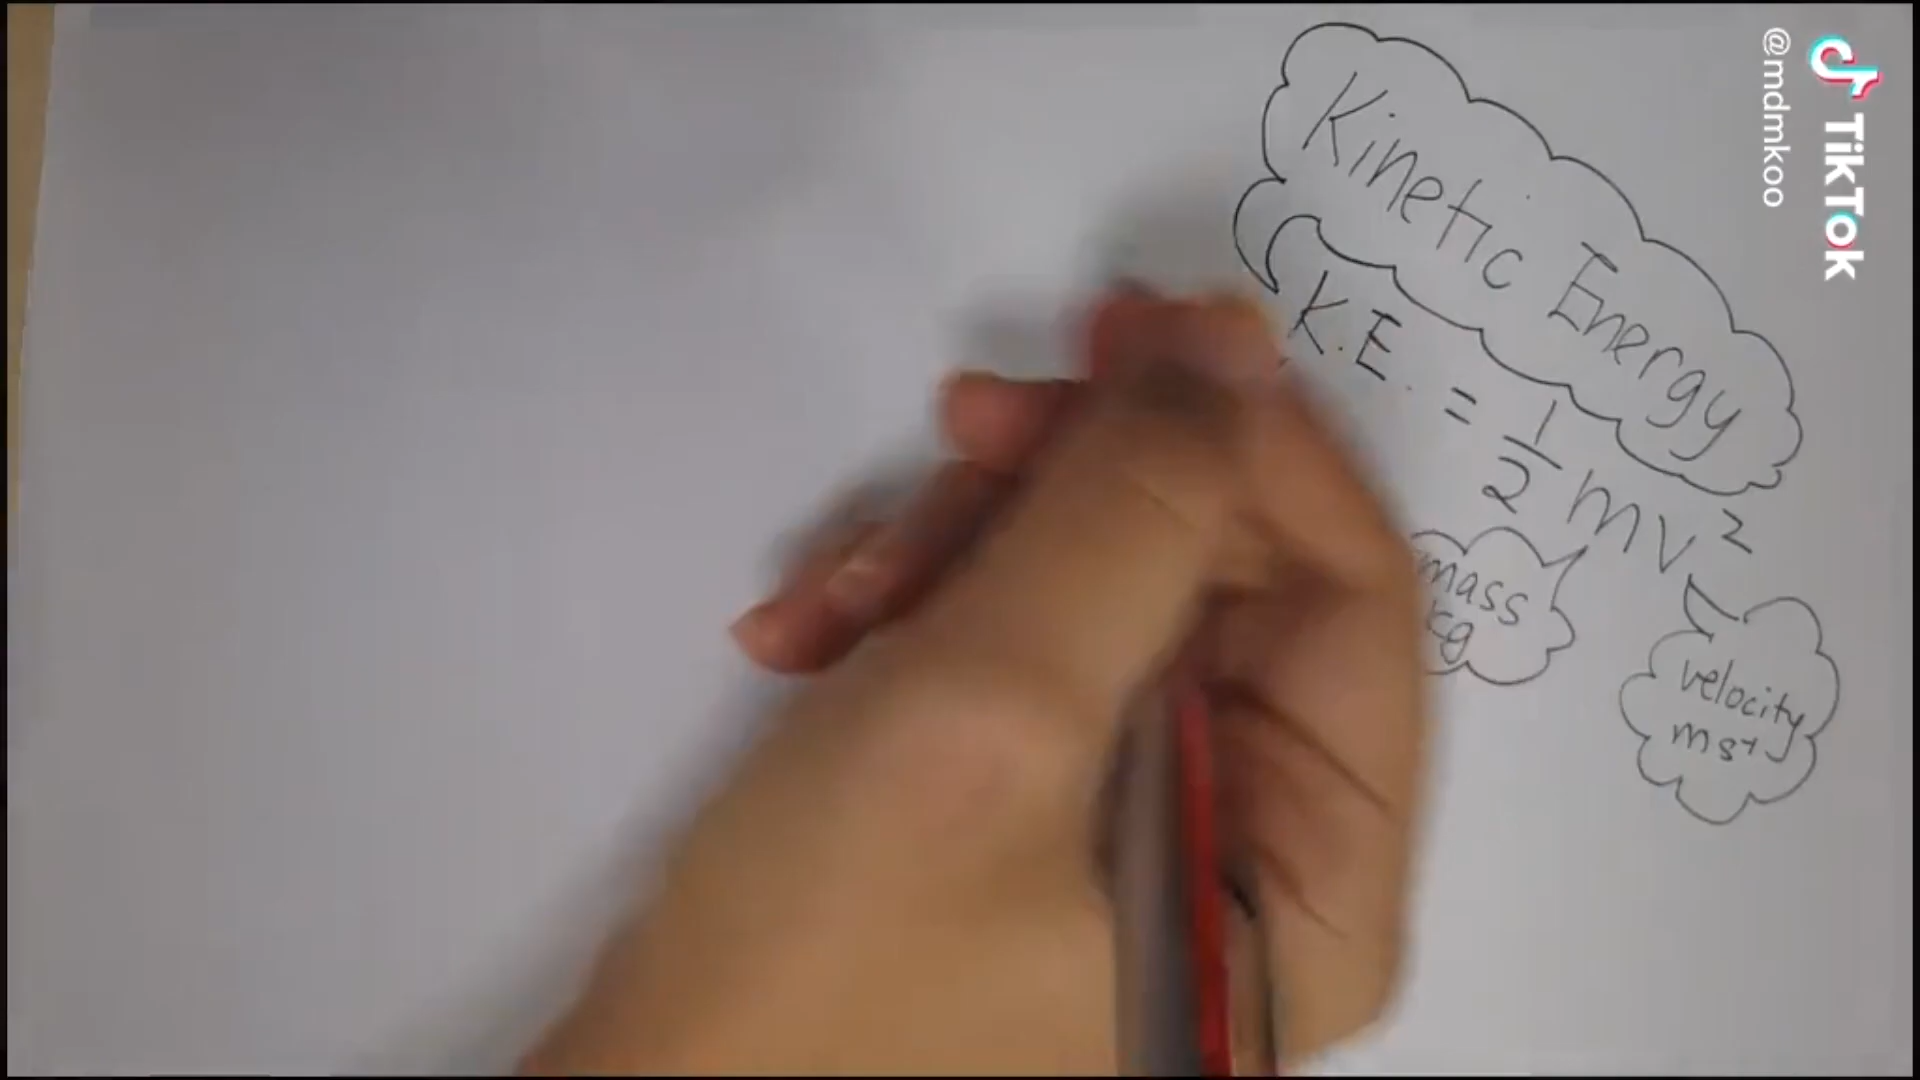 Kinetic Energy
K.E. = 1/2 mv²
mass
kg
velocity
ms⁻¹
TikTok
@mdmkoo